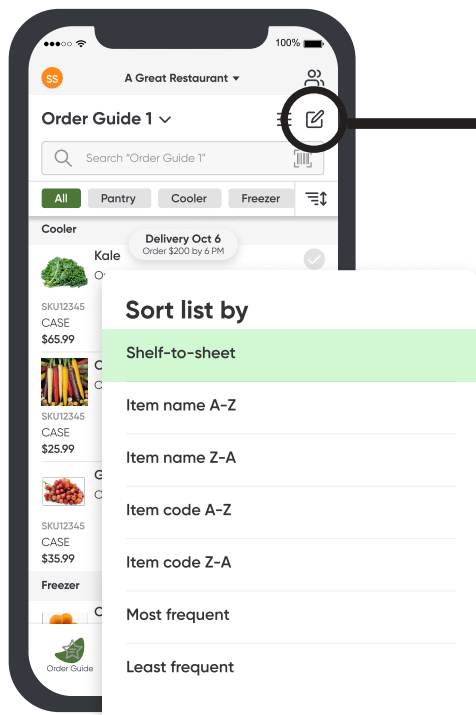 100%
SS
A Great Restaurant
Order Guide 1
Search "Order Guide 1"
All
Pantry
Cooler
Freezer
Cooler
Delivery Oct 6
Order $200 by 6 PM
Kale
SKU12345
CASE
$65.99
SKU12345
CASE
$25.99
SKU12345
CASE
$35.99
Freezer
Order Guide
Sort list by
Shelf-to-sheet
Item name A-Z
Item name Z-A
Item code A-Z
Item code Z-A
Most frequent
Least frequent